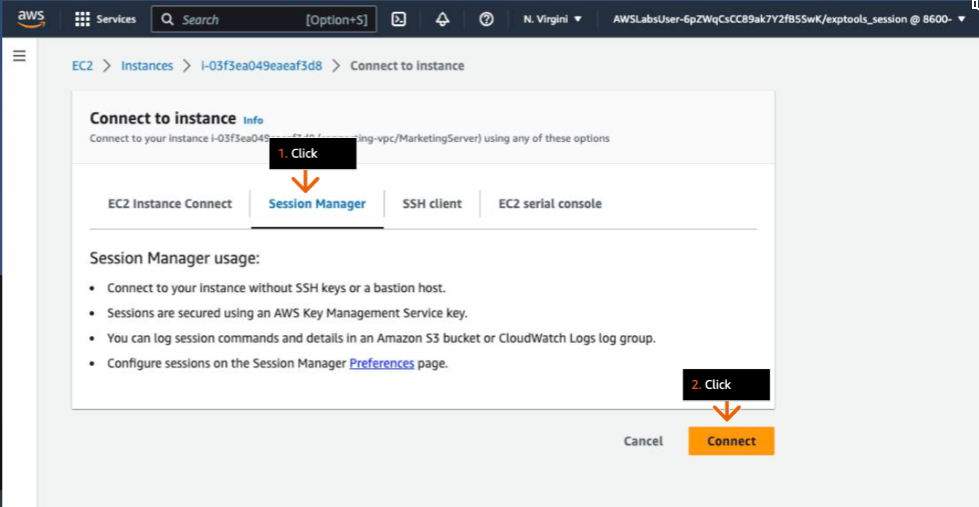 aws Services Search [Option+S] N. Virgini AWSLabsUser-6pZWqCsCC89ak7Y2fB5SwK/exptools_session @ 8600-
EC2 > Instances > i-03f3ea049eaeaf3d8 > Connect to instance
Connect to instance Info
Connect to your instance i-03f3ea049eaeaf3d8 (connecting-vpc/MarketingServer) using any of these options
1. Click
EC2 Instance Connect Session Manager SSH client EC2 serial console
Session Manager usage:
• Connect to your instance without SSH keys or a bastion host.
• Sessions are secured using an AWS Key Management Service key.
• You can log session commands and details in an Amazon S3 bucket or CloudWatch Logs log group.
• Configure sessions on the Session Manager Preferences page.
2. Click
Cancel Connect